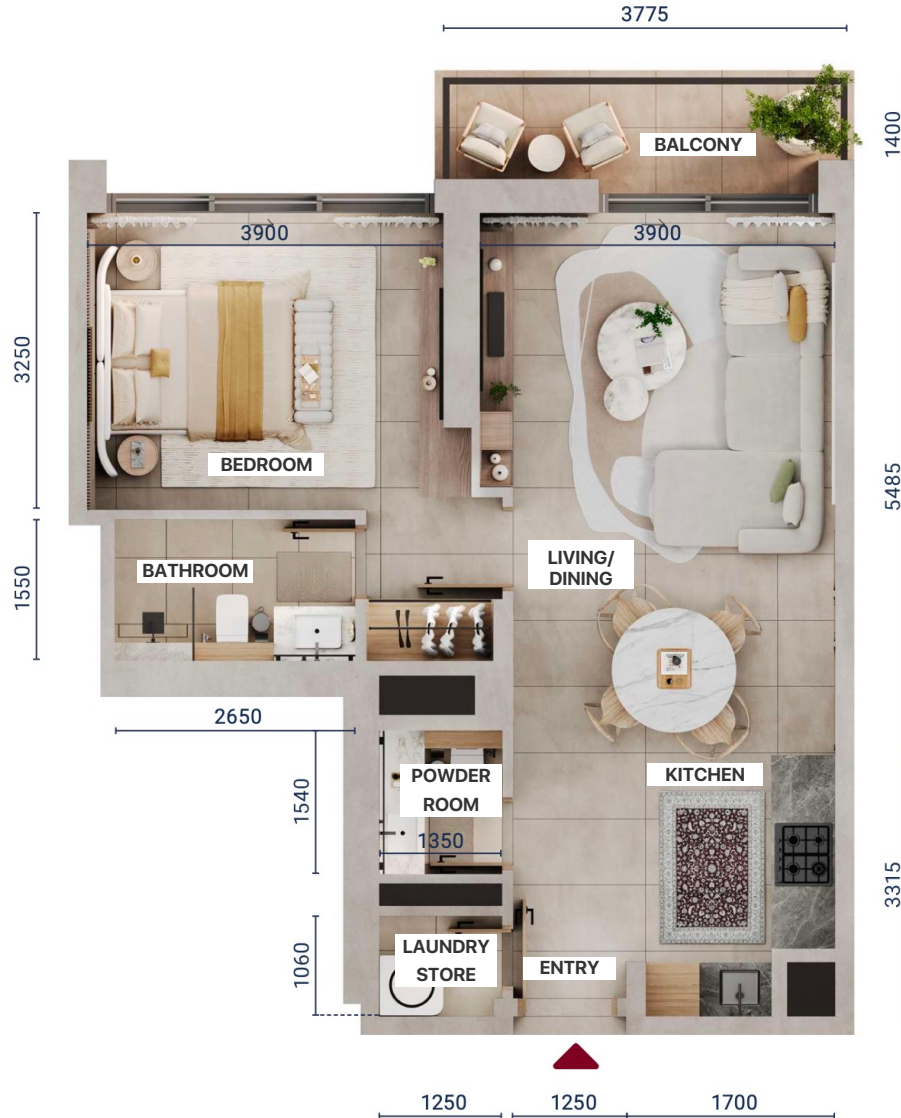 3775
BALCONY
1400
3900
3900
3250
BEDROOM
5485
LIVING/
DINING
BATHROOM
1550
2650
KITCHEN
POWDER
ROOM
1540
1350
3315
LAUNDRY
STORE
ENTRY
1060
1250
1250
1700